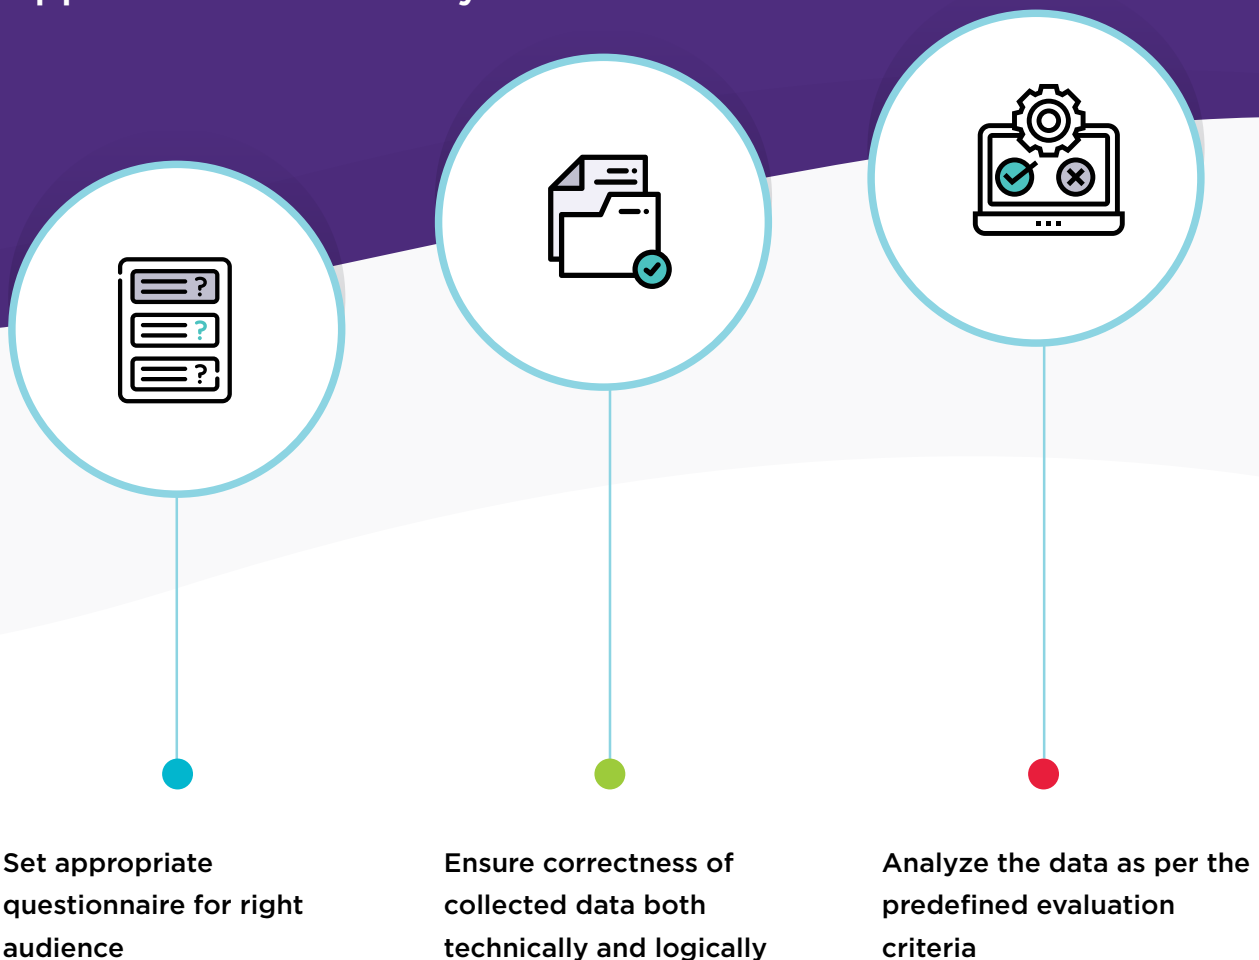 Set appropriate
questionnaire for right
audience
Ensure correctness of
collected data both
technically and logically
Analyze the data as per the
predefined evaluation
criteria